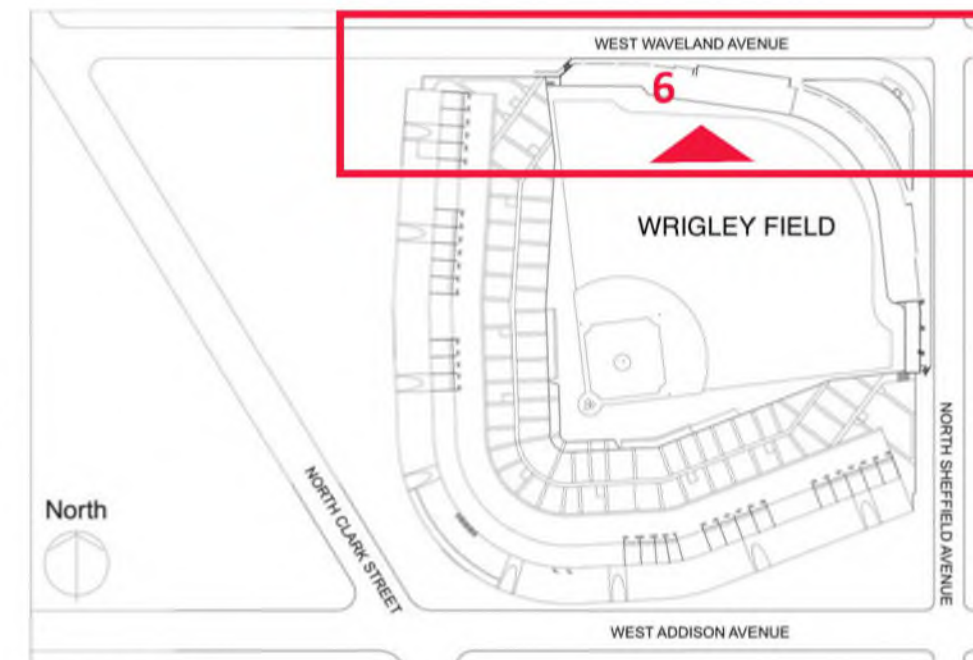 WEST WAVELAND AVENUE
6
WRIGLEY FIELD
NORTH SHEFFIELD AVENUE
NORTH CLARK STREET
North
WEST ADDISON AVENUE